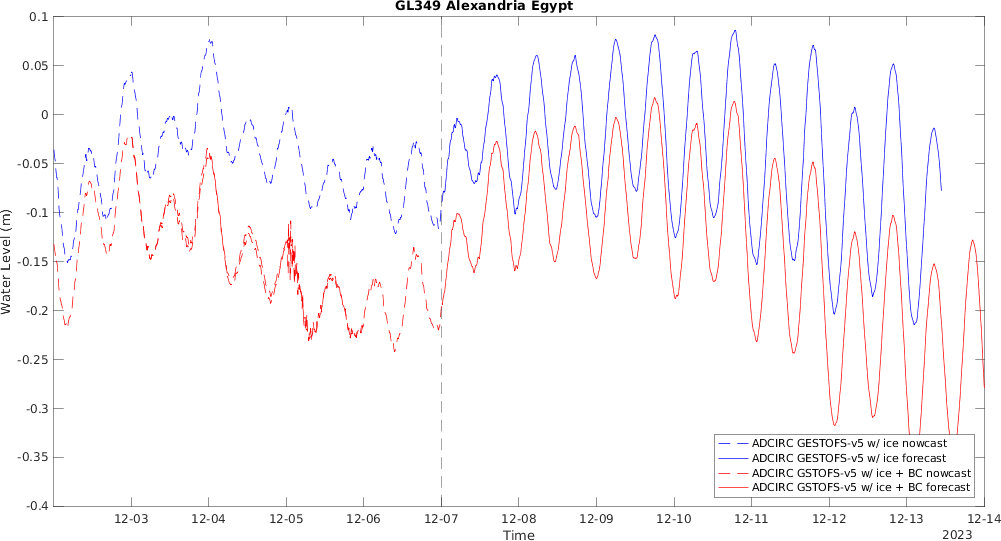 GL349 Alexandria Egypt
0.1
0.05
0
-0.05
-0.1
-0.15
-0.2
-0.25
-0.3
-0.35
-0.4
Water Level (m)
ADCIRC GESTOFS-v5 w/ ice nowcast
ADCIRC GESTOFS-v5 w/ ice forecast
ADCIRC GSTOFS-v5 w/ ice + BC nowcast
ADCIRC GSTOFS-v5 w/ ice + BC forecast
12-03 12-04 12-05 12-06 12-07 12-08 12-09 12-10 12-11 12-12 12-13 12-14
Time
2023